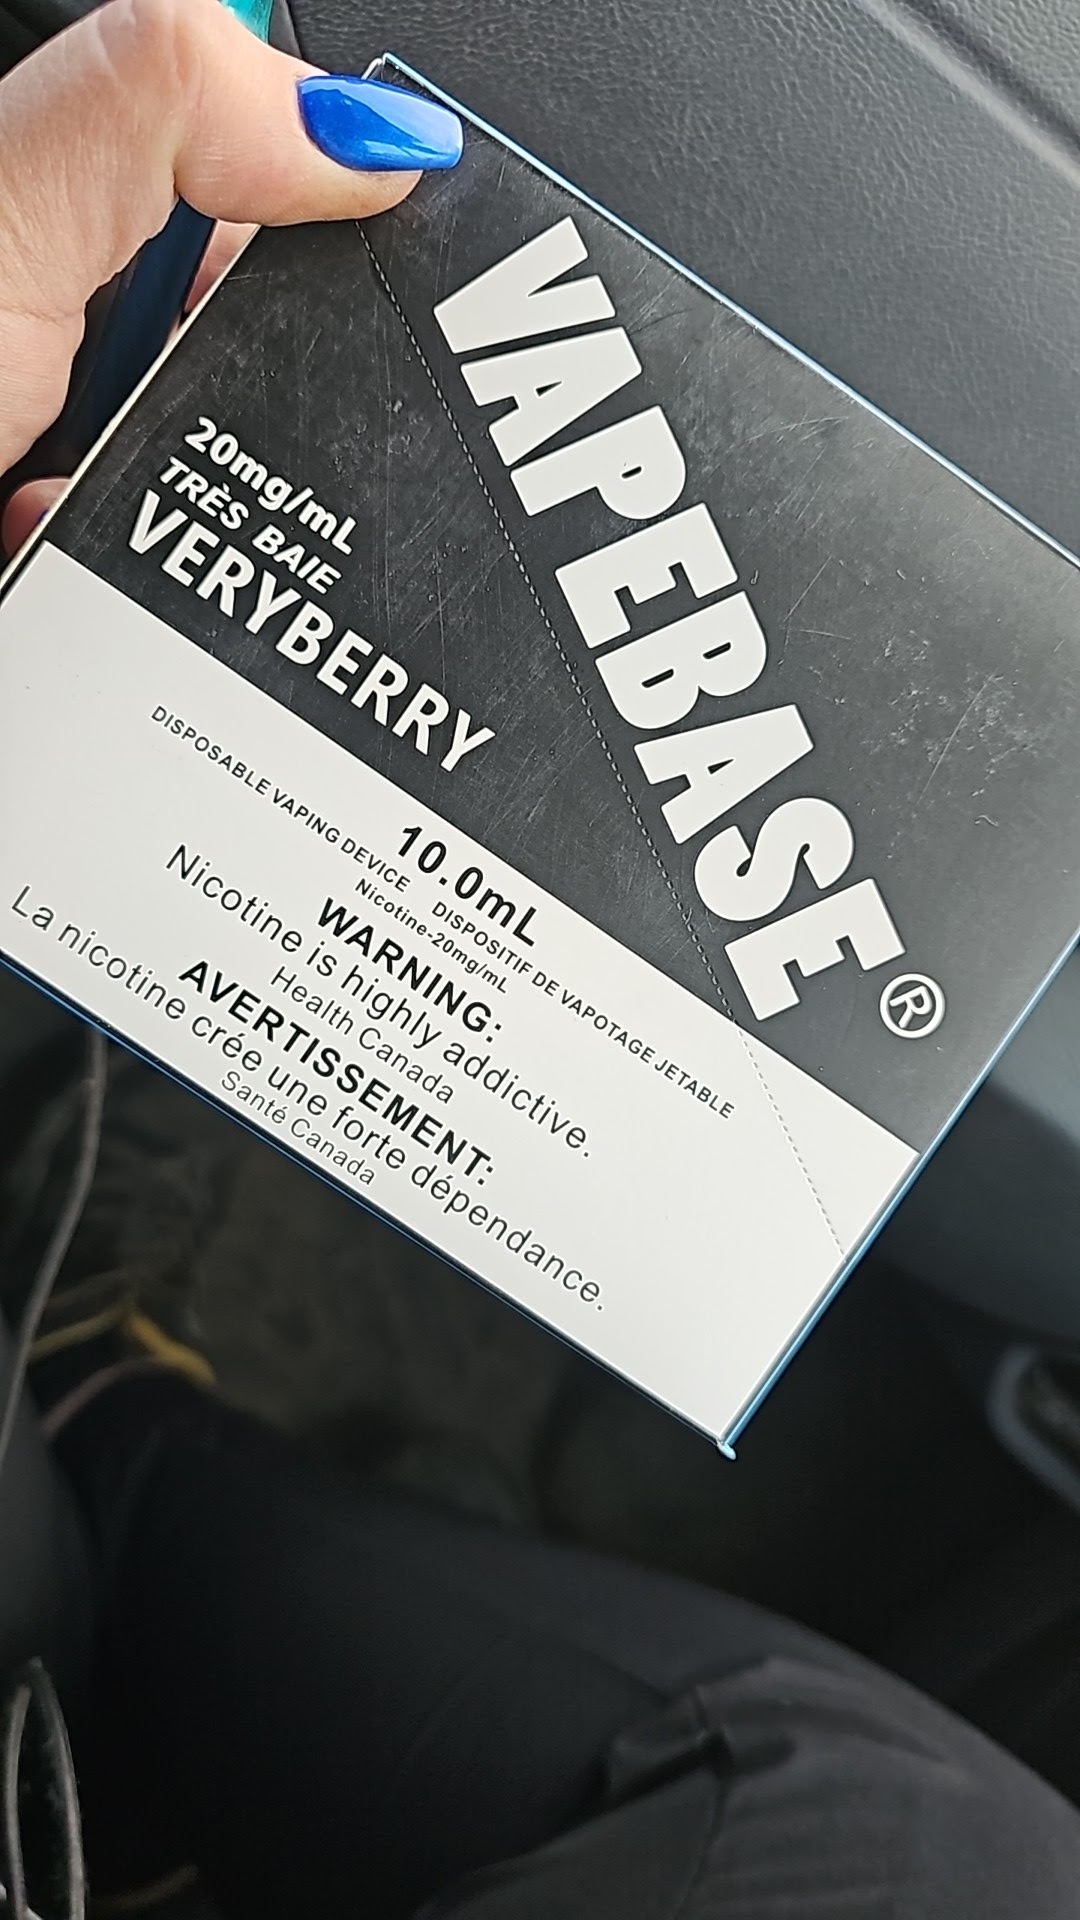 VAPEBASE®
20mg/mL
TRÈS BAIE
VERYBERRY
10.0mL
DISPOSABLE VAPING DEVICE DISPOSITIF DE VAPOTAGE JETABLE
Nicotine-20mg/mL
WARNING:
Nicotine is highly addictive.
Health Canada
AVERTISSEMENT:
La nicotine crée une forte dépendance.
Santé Canada